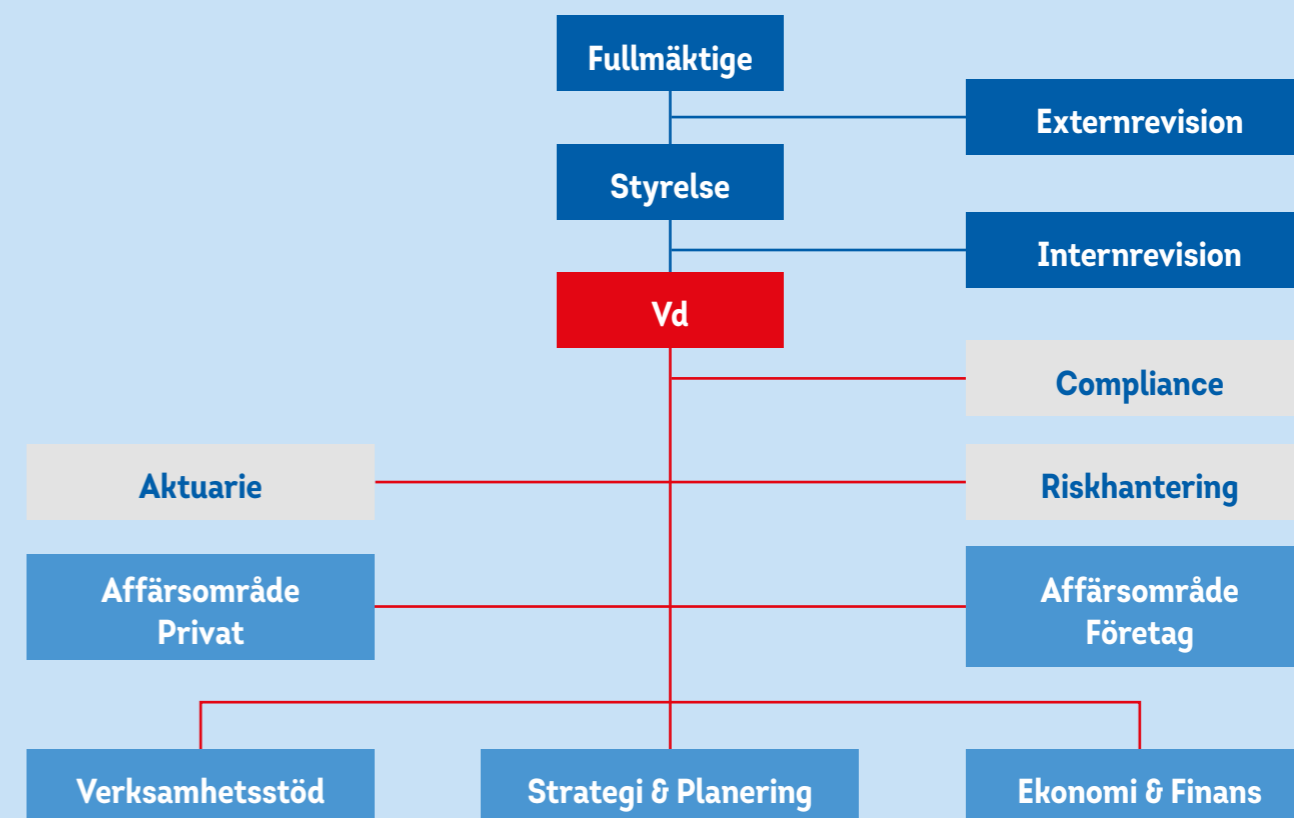 Fullmäktige
Externrevision
Styrelse
Internrevision
Vd
Compliance
Aktuarie
Riskhantering
Affärsområde
Privat
Affärsområde
Företag
Verksamhetsstöd
Strategi & Planering
Ekonomi & Finans